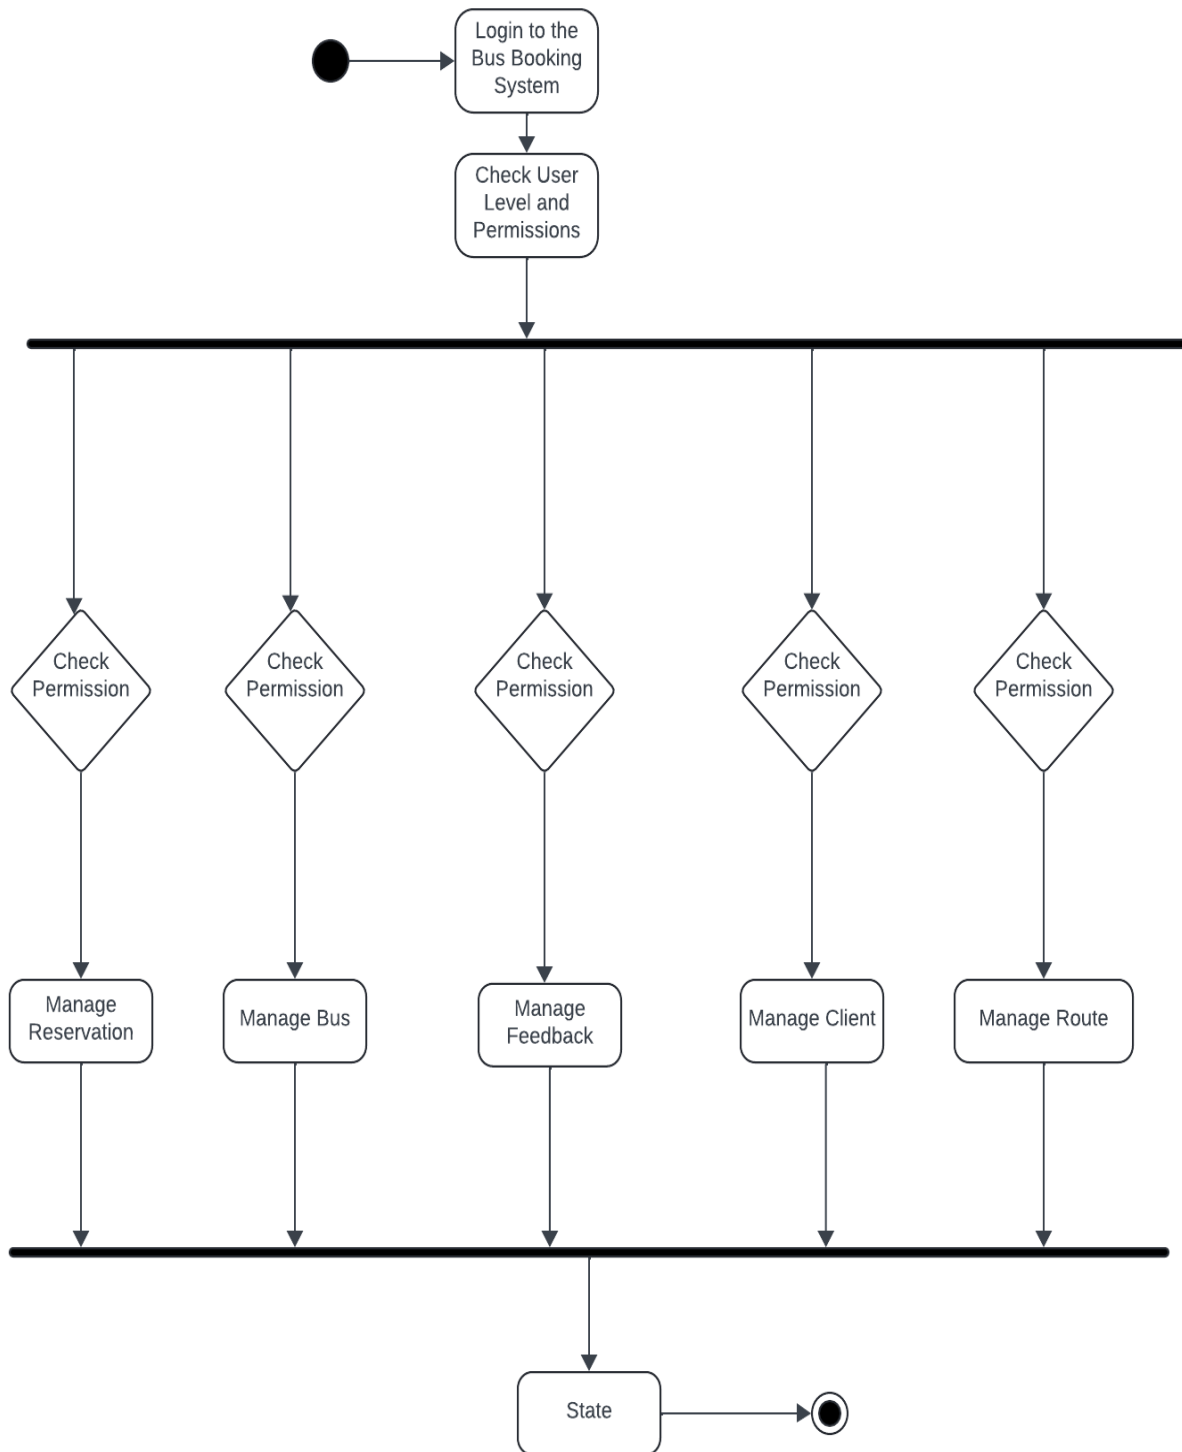 Login to the
Bus Booking
System
Check User
Level and
Permissions
Check
Permission
Check
Permission
Check
Permission
Check
Permission
Check
Permission
Manage
Reservation
Manage Bus
Manage
Feedback
Manage Client
Manage Route
State